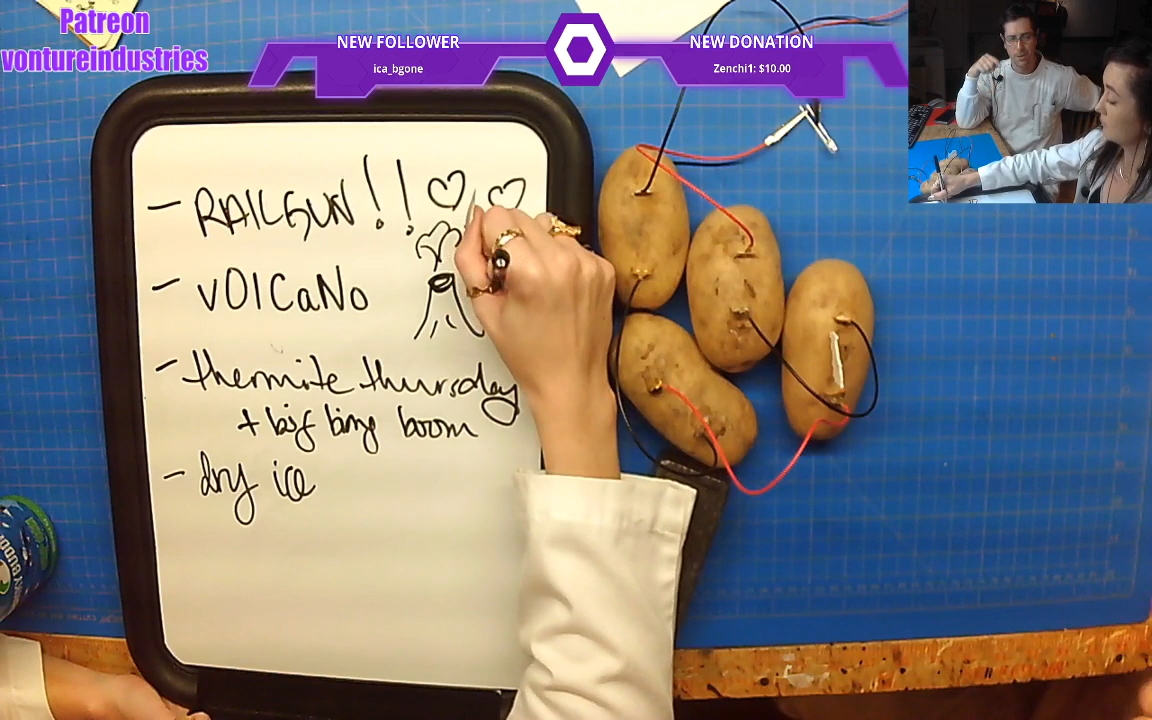 Patreon
vontureindustries
NEW FOLLOWER
ica_bgone
NEW DONATION
Zenchi1: $10.00
- RAILGUN!!
- VOlCaNo
- thermite thursday
+ big bing boom
- dry ice